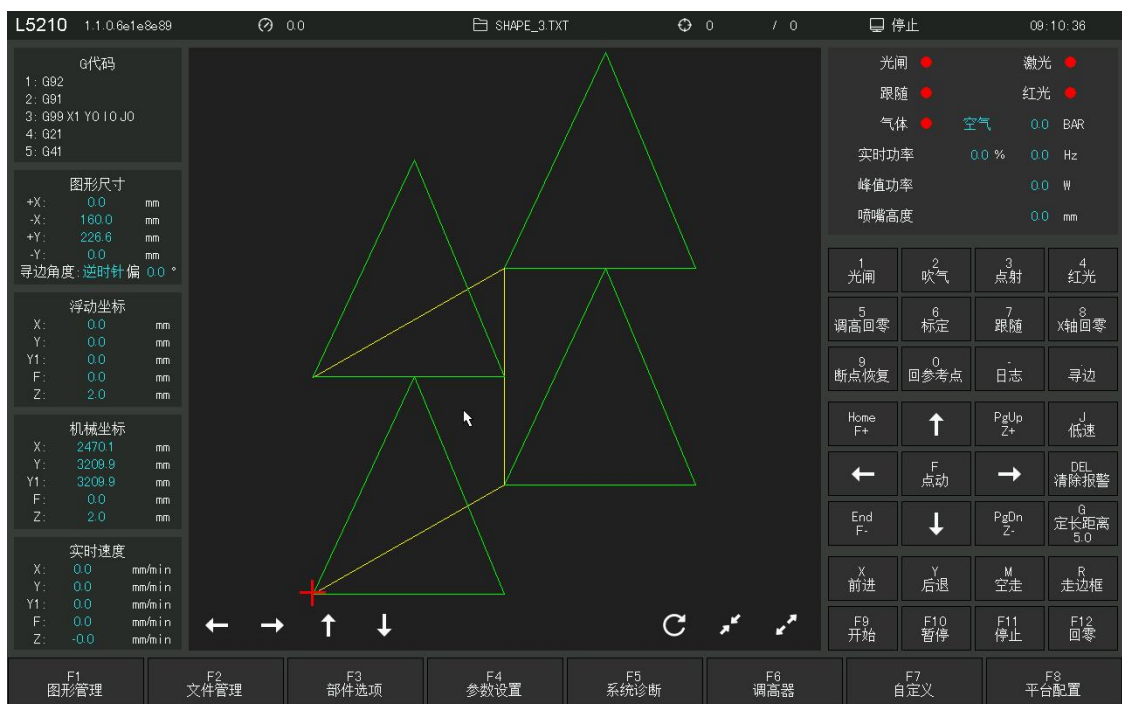 L5210 1.1.0.6e1e8e89 0.0 SHAPE_3.TXT 0 / 0 停止 09:10:36
G代码
1: G92
2: G91
3: G99 X1 Y0 I0 J0
4: G21
5: G41
图形尺寸
+X: 0.0 mm
-X: 160.0 mm
+Y: 226.6 mm
-Y: 0.0 mm
寻边角度:逆时针偏 0.0 °
浮动坐标
X: 0.0 mm
Y: 0.0 mm
Y1: 0.0 mm
F: 0.0 mm
Z: 2.0 mm
机械坐标
X: 2470.1 mm
Y: 3209.9 mm
Y1: 3209.9 mm
F: 0.0 mm
Z: 2.0 mm
实时速度
X: 0.0 mm/min
Y: 0.0 mm/min
Y1: 0.0 mm/min
F: 0.0 mm/min
Z: -0.0 mm/min
光闸 激光
跟随 红光
气体 空气 0.0 BAR
实时功率 0.0 % 0.0 Hz
峰值功率 0.0 W
喷嘴高度 0.0 mm
1 2 3 4
光闸 吹气 点射 红光
5 6 7 8
调高回零 标定 跟随 X轴回零
9 0 - 
断点恢复 回参考点 日志 寻边
Home PgUp J
F+ Z+ 低速
F DEL
点动 清除报警
End PgDn G
F- Z- 定长距离
5.0
X Y M R
前进 后退 空走 走边框
F9 F10 F11 F12
开始 暂停 停止 回零
F1 F2 F3 F4 F5 F6 F7 F8
图形管理 文件管理 部件选项 参数设置 系统诊断 调高器 自定义 平台配置